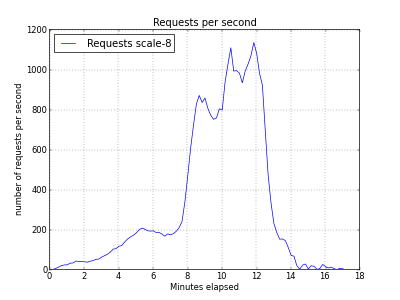 Requests per second
Requests scale-8
number of requests per second
1200
1000
800
600
400
200
0
0 2 4 6 8 10 12 14 16 18
Minutes elapsed